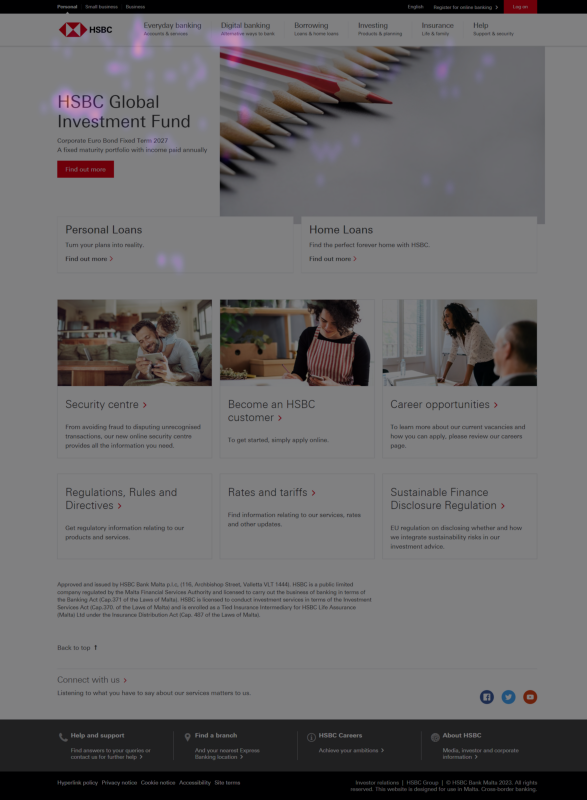 Personal Small business Business English Register for online banking Log on
HSBC
Everyday banking Digital banking Borrowing Investing Insurance Help
Accounts & services Alternative ways to bank Loans & home loans Products & planning Life & family Support & security
HSBC Global
Investment Fund
Corporate Euro Bond Fixed Term 2027
A fixed maturity portfolio with income paid annually
Find out more
Personal Loans
Turn your plans into reality.
Find out more
Home Loans
Find the perfect forever home with HSBC.
Find out more
Security centre
From avoiding fraud to disputing unrecognised
transactions, our new online security centre
provides all the information you need.
Become an HSBC
customer
To get started, simply apply online.
Career opportunities
To learn more about our current vacancies and
how you can apply, please review our careers
page.
Regulations, Rules and
Directives
Get regulatory information relating to our
products and services.
Rates and tariffs
Find information relating to our services, rates
and other updates.
Sustainable Finance
Disclosure Regulation
EU regulation on disclosing whether and how
we integrate sustainability risks in our
investment advice.
Approved and issued by HSBC Bank Malta p.l.c, (116, Archbishop Street, Valletta VLT 1444). HSBC is a public limited
company regulated by the Malta Financial Services Authority and licensed to carry out the business of banking in terms of
the Banking Act (Cap.371 of the Laws of Malta). HSBC is licensed to conduct investment services in terms of the Investment
Services Act (Cap.370. of the Laws of Malta) and is enrolled as a Tied Insurance Intermediary for HSBC Life Assurance
(Malta) Ltd under the Insurance Distribution Act (Cap. 487 of the Laws of Malta).
Back to top
Connect with us
Listening to what you have to say about our services matters to us.
Help and support
Find answers to your queries or
contact us for further help
Find a branch
And your nearest Express
Banking location
HSBC Careers
Achieve your ambitions
About HSBC
Media, investor and corporate
information
Hyperlink policy Privacy notice Cookie notice Accessibility Site terms
Investor relations | HSBC Group | © HSBC Bank Malta 2023. All rights
reserved. This website is designed for use in Malta. Cross-border banking.